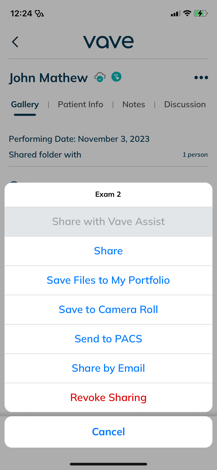 12:24
vave
John Mathew
Gallery | Patient Info | Notes | Discussion
Performing Date: November 3, 2023
Shared folder with 1 person
Exam 2
Share with Vave Assist
Share
Save Files to My Portfolio
Save to Camera Roll
Send to PACS
Share by Email
Revoke Sharing
Cancel